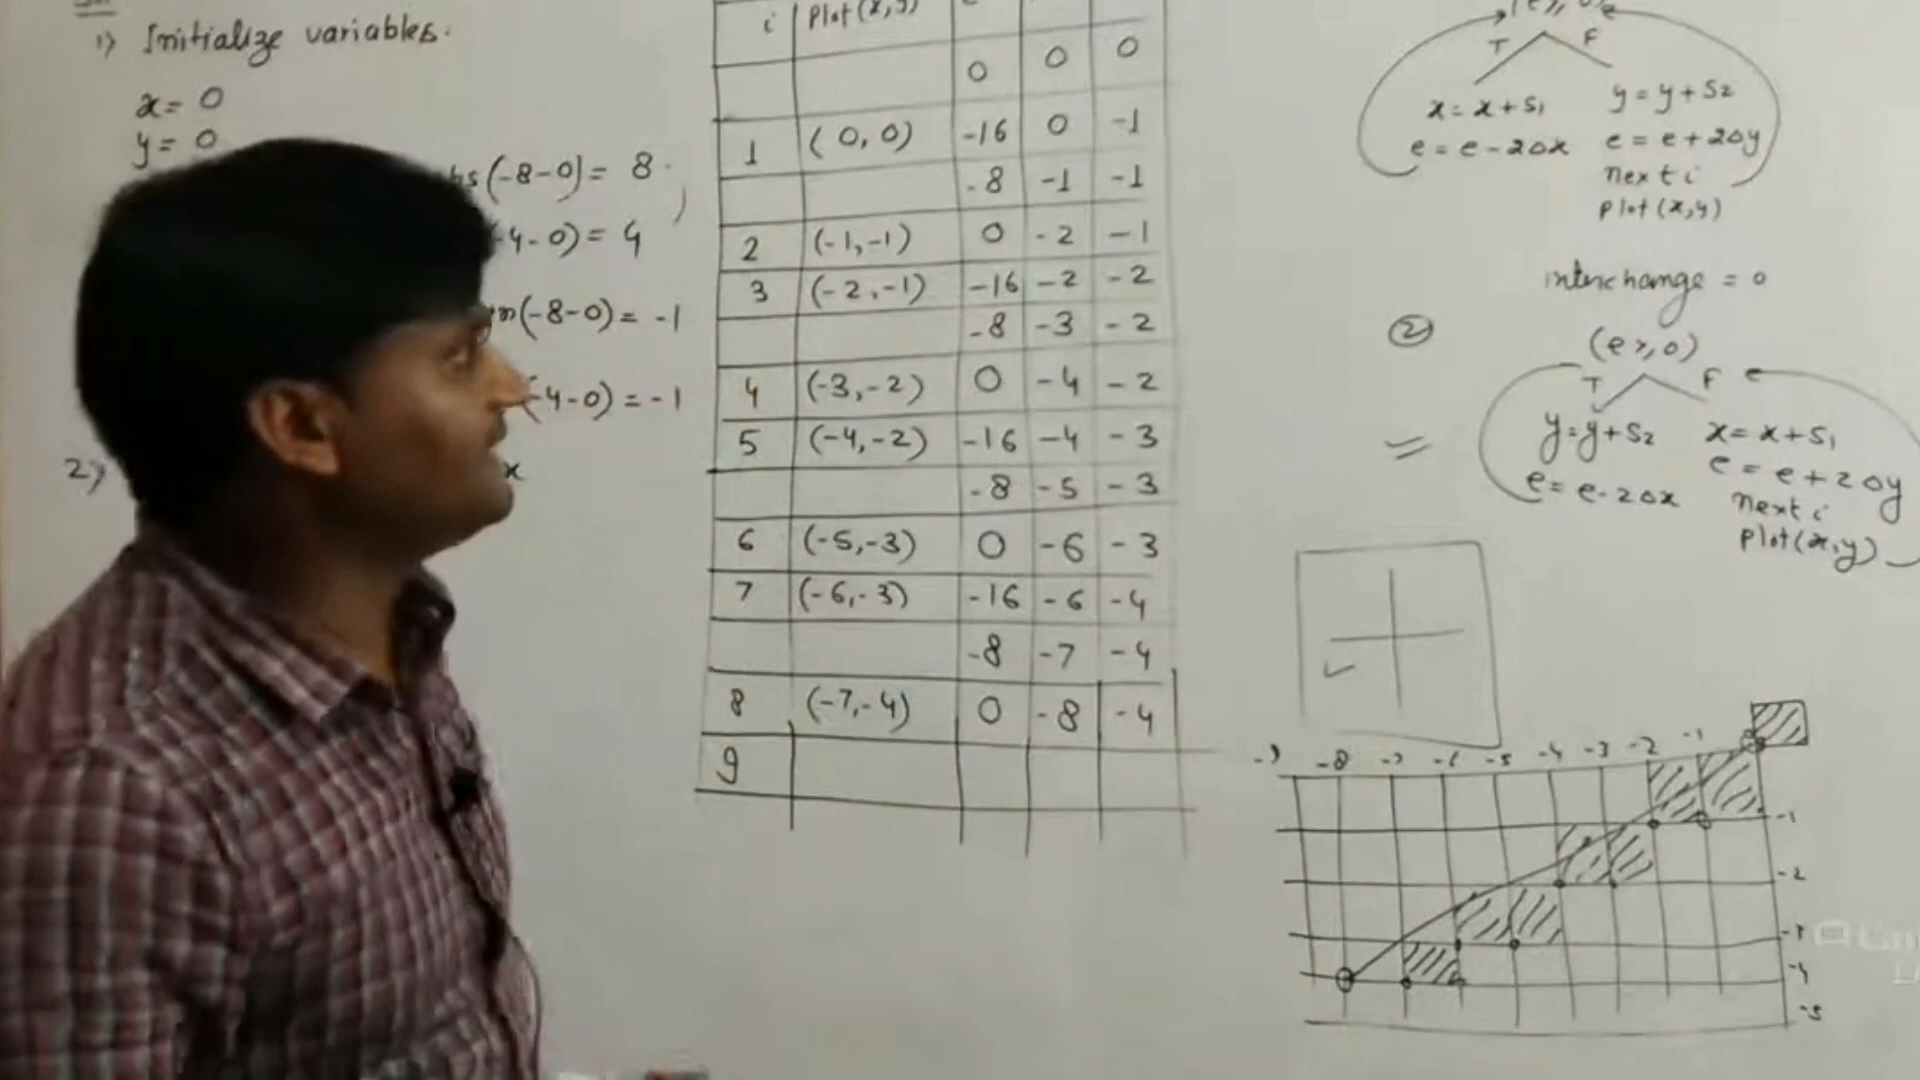 1) Initialize variables.
x = 0
y = 0
(-8-0) = 8
-4-0) = 4
(-8-0) = -1
(-4-0) = -1
2)
x
i Plot(x,y)
0 0 0
1 (0,0) -16 0 -1
-8 -1 -1
2 (-1,-1) 0 -2 -1
3 (-2,-1) -16 -2 -2
-8 -3 -2
4 (-3,-2) 0 -4 -2
5 (-4,-2) -16 -4 -3
-8 -5 -3
6 (-5,-3) 0 -6 -3
7 (-6,-3) -16 -6 -4
-8 -7 -4
8 (-7,-4) 0 -8 -4
9
T F
x = x + S1
e = e - 2Δx
y = y + S2
e = e + 2Δy
next i
plot (x,y)
interchange = 0
2
(e ≥ 0)
T F
y = y + S2
e = e - 2Δx
x = x + S1
e = e + 2Δy
next i
plot(x,y)
-8 -7 -6 -5 -4 -3 -2 -1
-1
-2
-3
-4
-5